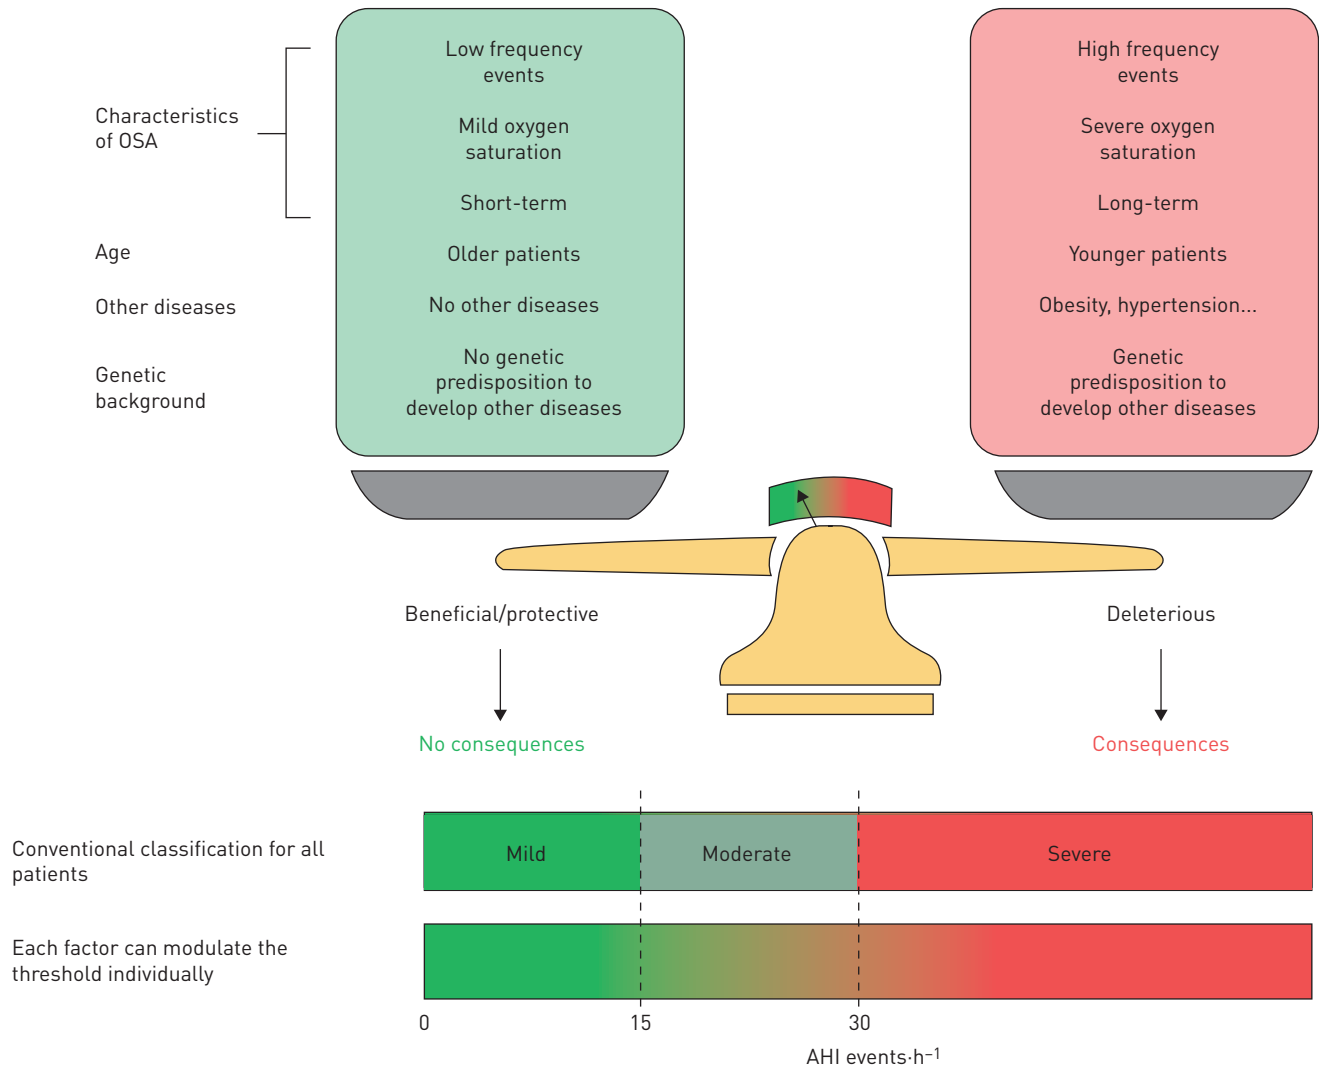 Characteristics
of OSA
Age
Other diseases
Genetic
background
Low frequency
events
Mild oxygen
saturation
Short-term
Older patients
No other diseases
No genetic
predisposition to
develop other diseases
High frequency
events
Severe oxygen
saturation
Long-term
Younger patients
Obesity, hypertension...
Genetic
predisposition to
develop other diseases
Beneficial/protective
Deleterious
No consequences
Consequences
Conventional classification for all
patients
Mild
Moderate
Severe
Each factor can modulate the
threshold individually
0
15
30
AHI events·h⁻¹